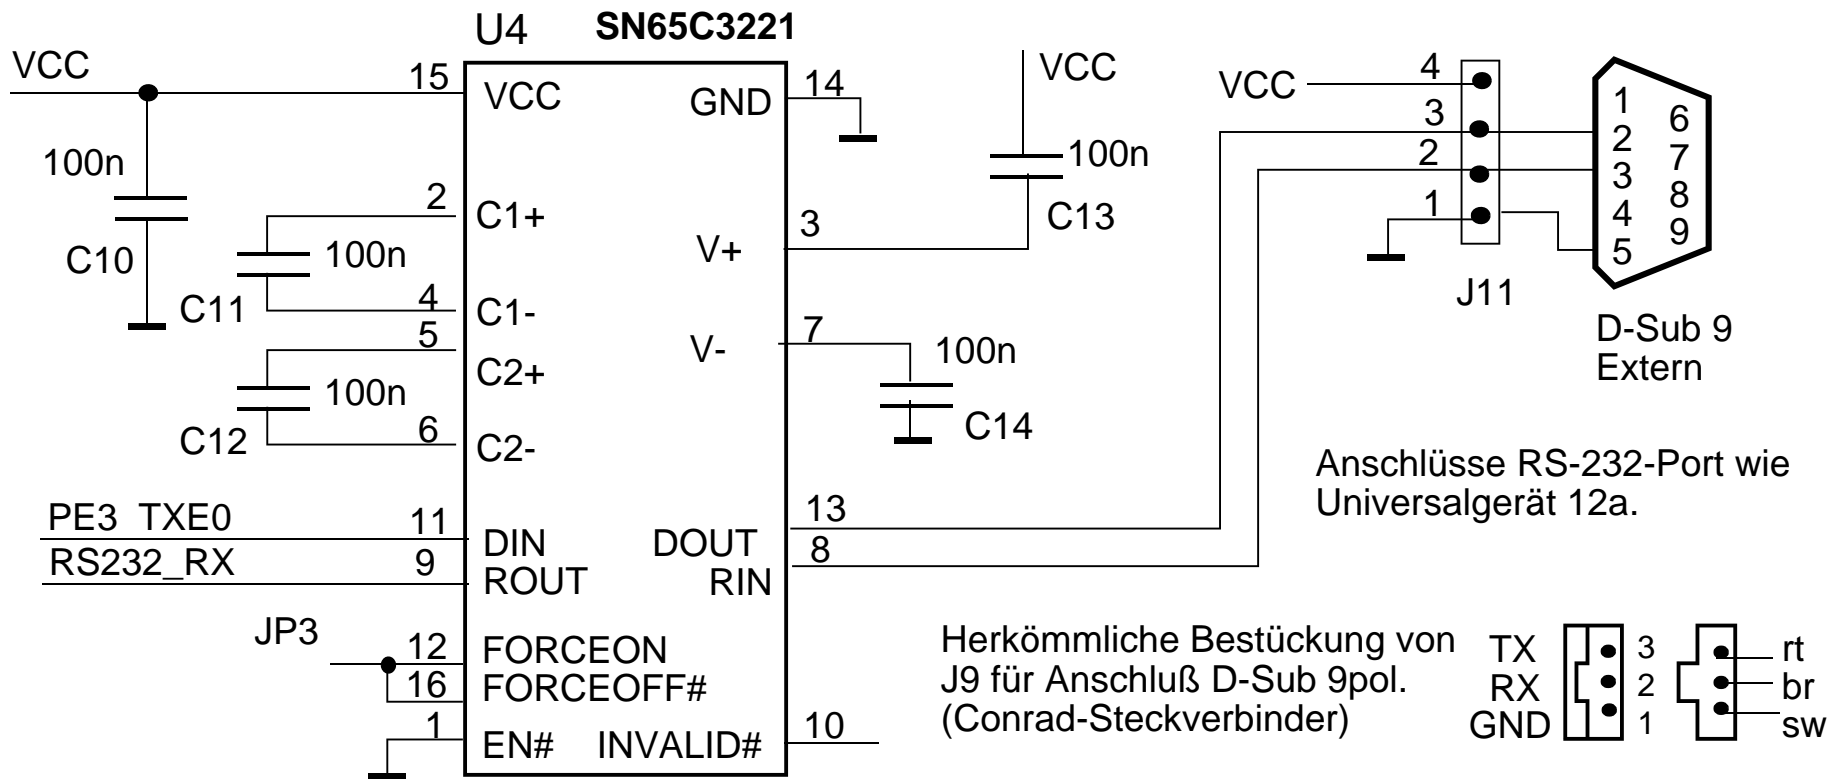 U4 SN65C3221
VCC
15
VCC
GND
14
VCC
VCC
4
3
2
1
1
2
3
4
5
6
7
8
9
100n
C10
100n
C13
2
C1+
100n
C11
4
C1-
3
V+
5
C2+
100n
C12
6
C2-
7
V-
100n
C14
J11
D-Sub 9
Extern
Anschlüsse RS-232-Port wie
Universalgerät 12a.
PE3 TXE0
11
DIN
DOUT
13
RS232_RX
9
ROUT
RIN
8
JP3
12
FORCEON
16
FORCEOFF#
1
EN#
INVALID#
10
Herkömmliche Bestückung von
J9 für Anschluß D-Sub 9pol.
(Conrad-Steckverbinder)
TX 3 rt
RX 2 br
GND 1 sw